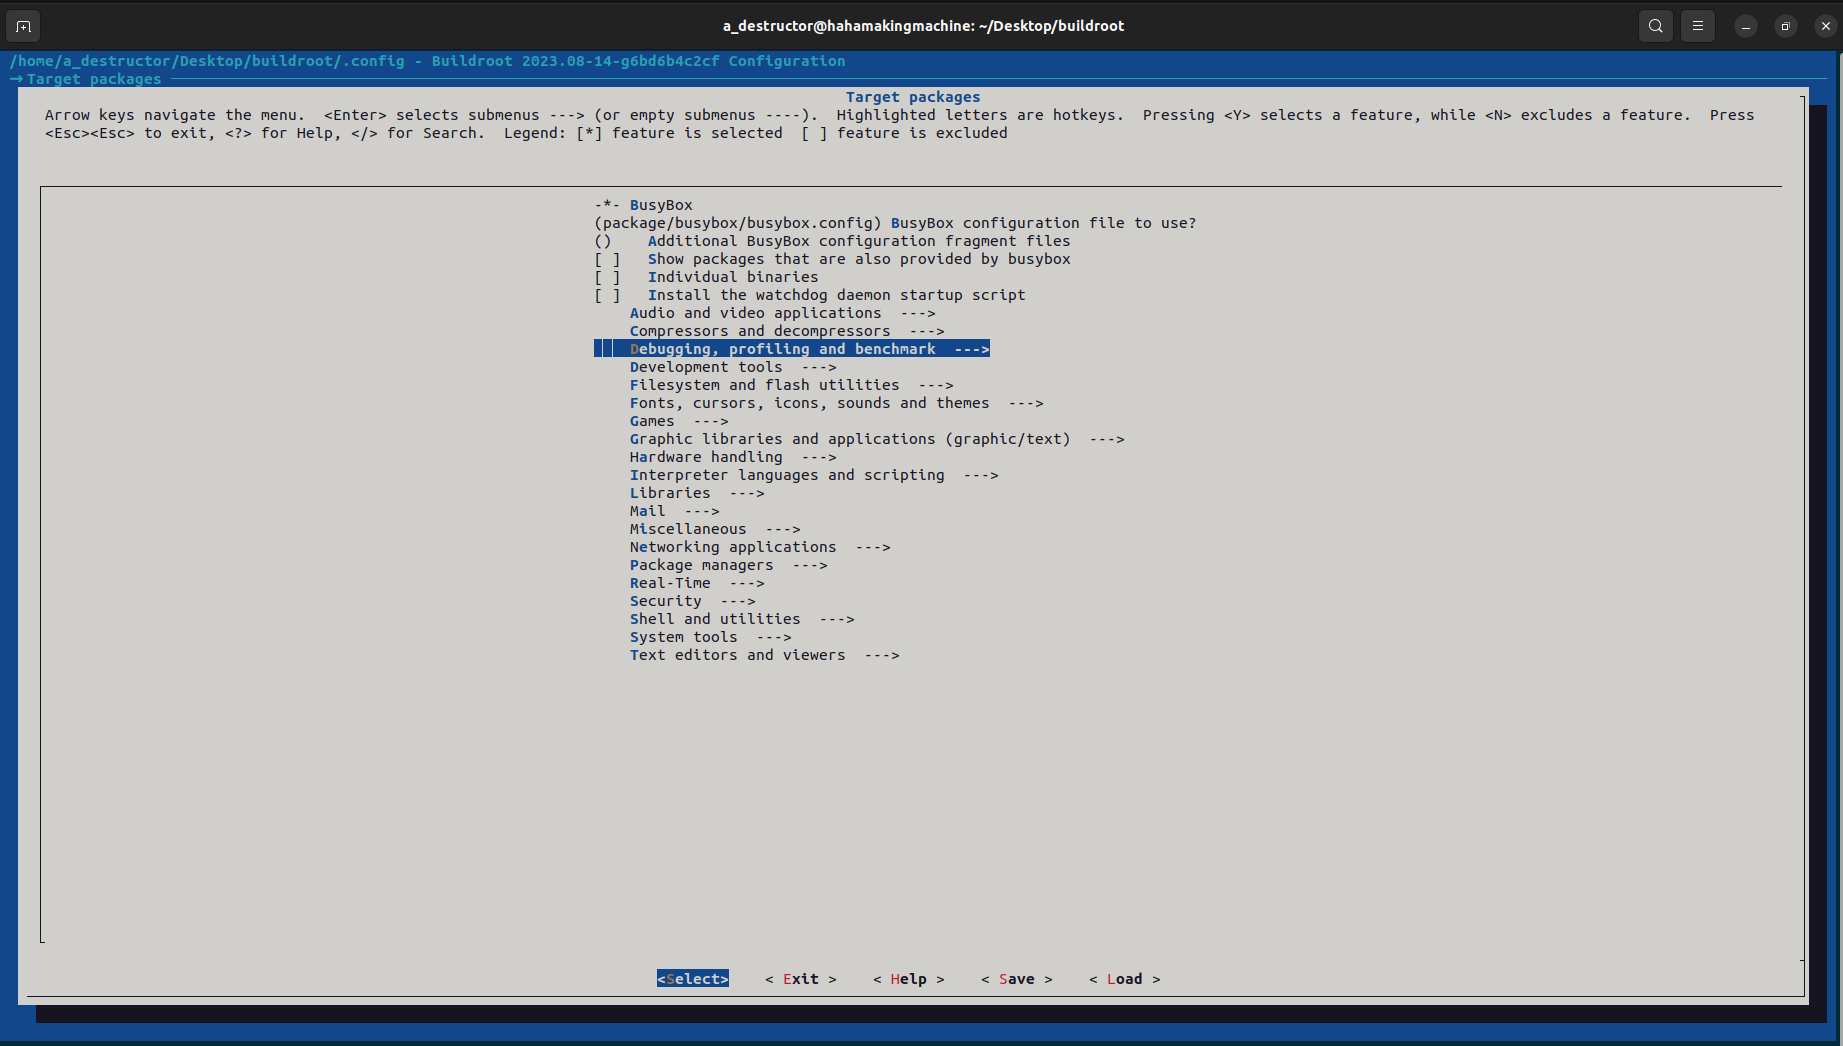 a_destructor@hahamakingmachine: ~/Desktop/buildroot
/home/a_destructor/Desktop/buildroot/.config - Buildroot 2023.08-14-g6bd6b4c2cf Configuration
→ Target packages
Target packages
Arrow keys navigate the menu.  <Enter> selects submenus ---> (or empty submenus ----).  Highlighted letters are hotkeys.  Pressing <Y> selects a feature, while <N> excludes a feature.  Press
<Esc><Esc> to exit, <?> for Help, </> for Search.  Legend: [*] feature is selected  [ ] feature is excluded
-*- BusyBox
(package/busybox/busybox.config) BusyBox configuration file to use?
()    Additional BusyBox configuration fragment files
[ ]   Show packages that are also provided by busybox
[ ]   Individual binaries
[ ]   Install the watchdog daemon startup script
Audio and video applications  --->
Compressors and decompressors  --->
Debugging, profiling and benchmark  --->
Development tools  --->
Filesystem and flash utilities  --->
Fonts, cursors, icons, sounds and themes  --->
Games  --->
Graphic libraries and applications (graphic/text)  --->
Hardware handling  --->
Interpreter languages and scripting  --->
Libraries  --->
Mail  --->
Miscellaneous  --->
Networking applications  --->
Package managers  --->
Real-Time  --->
Security  --->
Shell and utilities  --->
System tools  --->
Text editors and viewers  --->
<Select>    < Exit >    < Help >    < Save >    < Load >